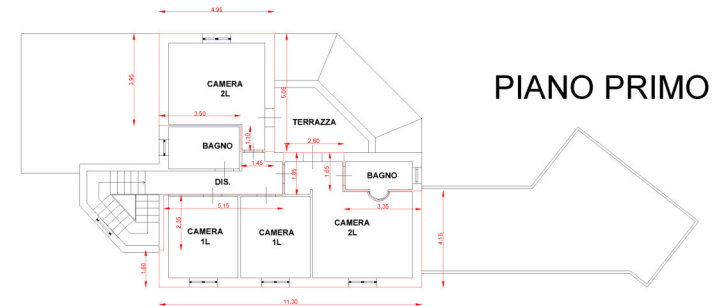 4.95
PIANO PRIMO
3.95
CAMERA
2L
5.05
3.50
TERRAZZA
1.10
2.60
BAGNO
1.45
DIS.
1.85
1.65
BAGNO
5.15
3.35
2.35
CAMERA
1L
CAMERA
1L
CAMERA
2L
4.15
1.60
11.30